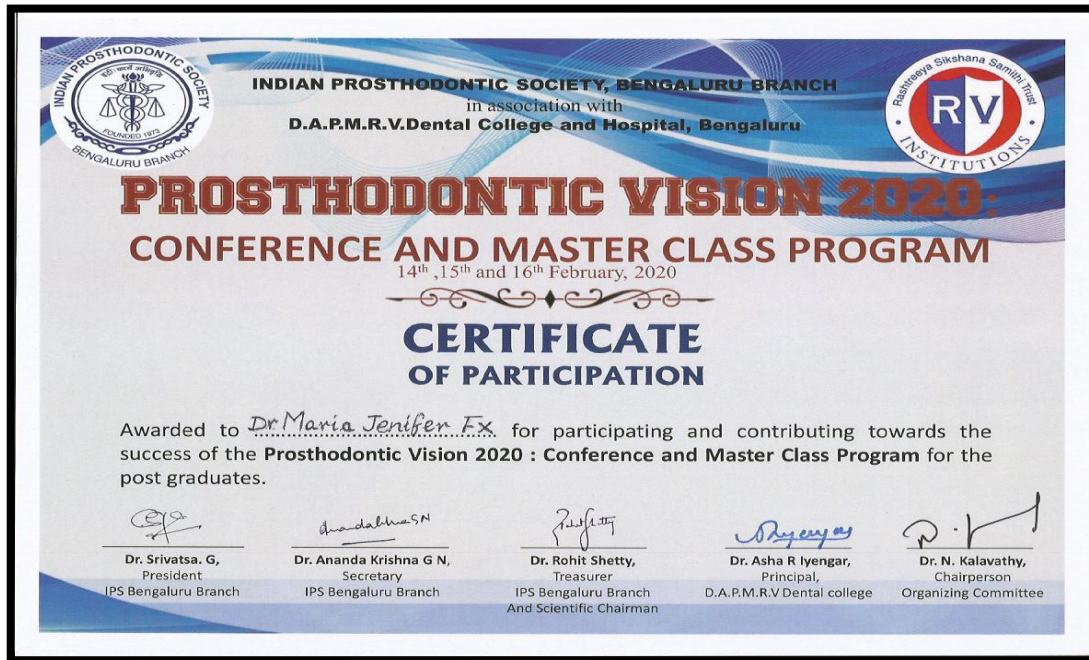 INDIAN PROSTHODONTIC SOCIETY
FOUNDED 1973
BENGALURU BRANCH
INDIAN PROSTHODONTIC SOCIETY, BENGALURU BRANCH
in association with
D.A.P.M.R.V.Dental College and Hospital, Bengaluru
Rashtreeya Sikshana Samithi Trust
RV
INSTITUTIONS
PROSTHODONTIC VISION 2020:
CONFERENCE AND MASTER CLASS PROGRAM
14th ,15th and 16th February, 2020
CERTIFICATE
OF PARTICIPATION
Awarded to Dr Maria Jenifer Fx for participating and contributing towards the
success of the Prosthodontic Vision 2020 : Conference and Master Class Program for the
post graduates.
Dr. Srivatsa. G,
President
IPS Bengaluru Branch
Dr. Ananda Krishna G N,
Secretary
IPS Bengaluru Branch
Dr. Rohit Shetty,
Treasurer
IPS Bengaluru Branch
And Scientific Chairman
Dr. Asha R Iyengar,
Principal,
D.A.P.M.R.V Dental college
Dr. N. Kalavathy,
Chairperson
Organizing Committee